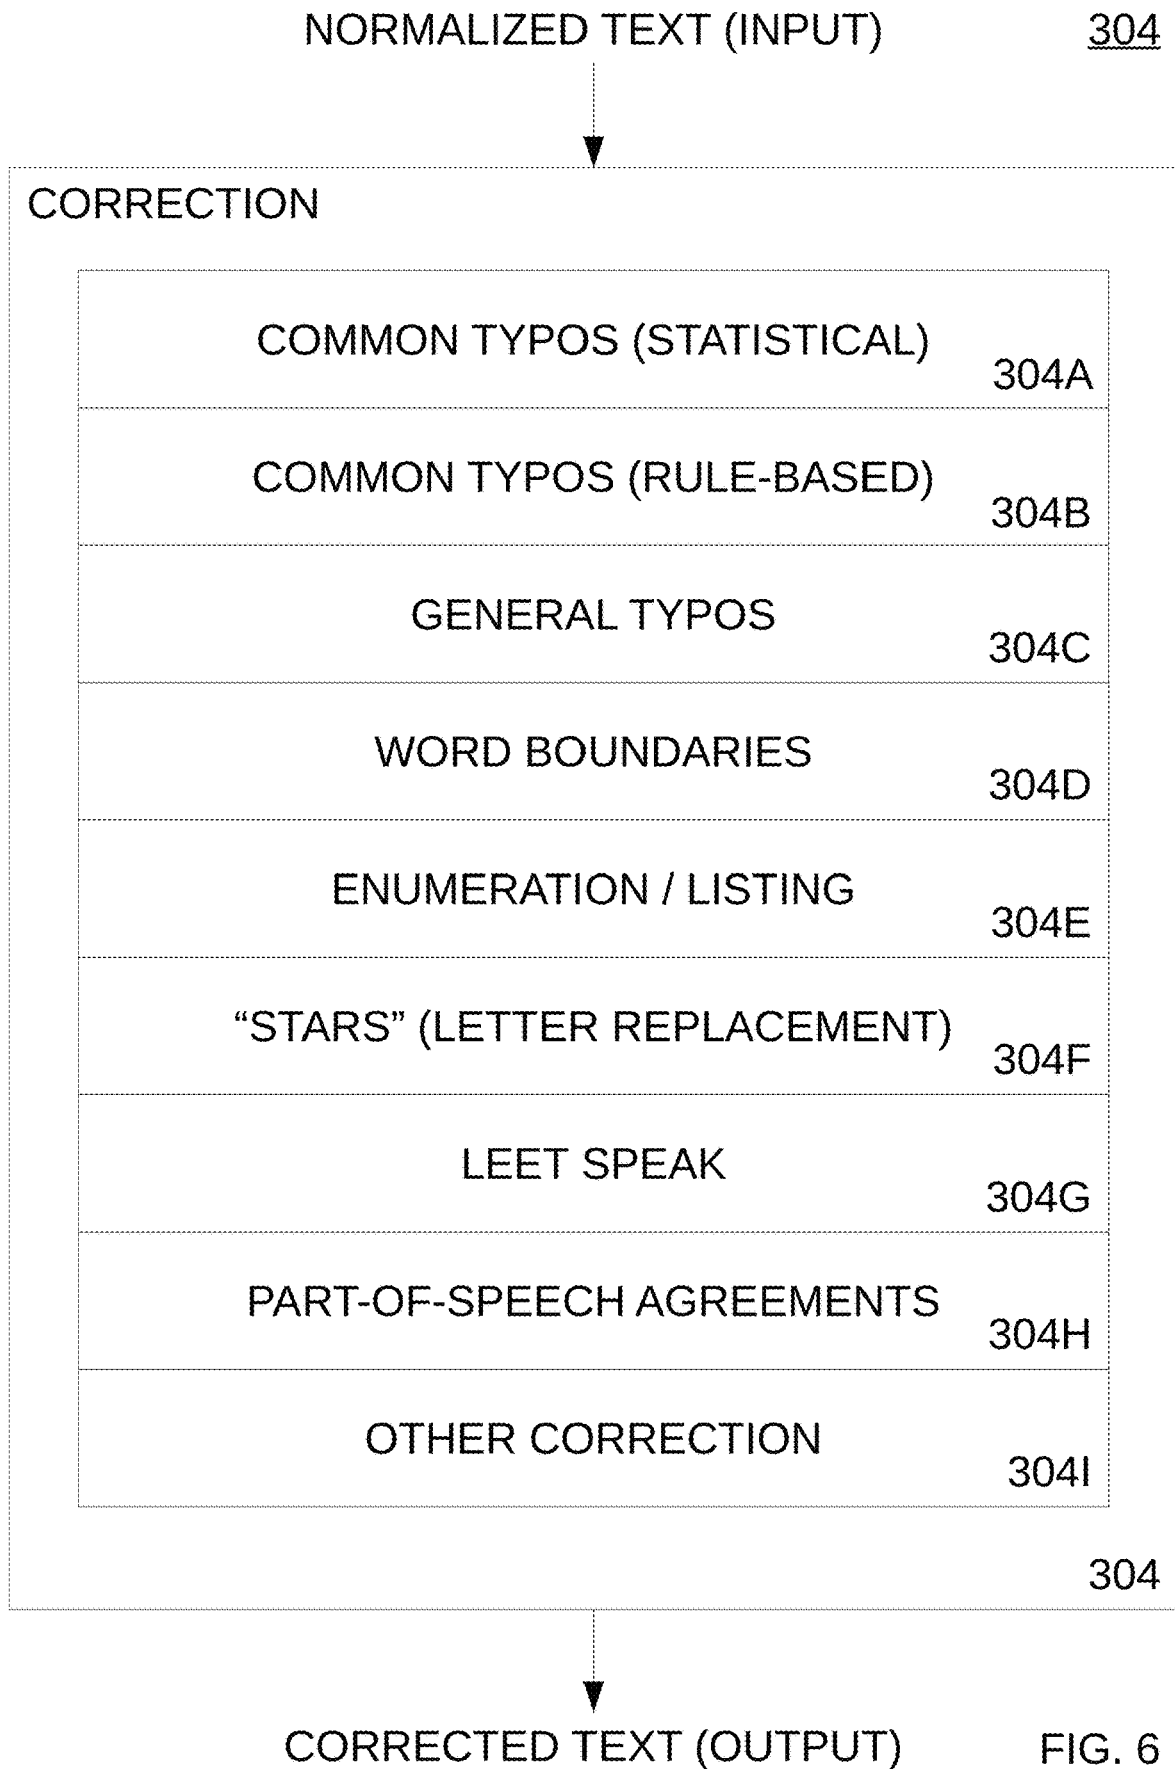 NORMALIZED TEXT (INPUT) 304
CORRECTION
COMMON TYPOS (STATISTICAL)
304A
COMMON TYPOS (RULE-BASED)
304B
GENERAL TYPOS
304C
WORD BOUNDARIES
304D
ENUMERATION / LISTING
304E
“STARS” (LETTER REPLACEMENT)
304F
LEET SPEAK
304G
PART-OF-SPEECH AGREEMENTS
304H
OTHER CORRECTION
304I
304
CORRECTED TEXT (OUTPUT) FIG. 6